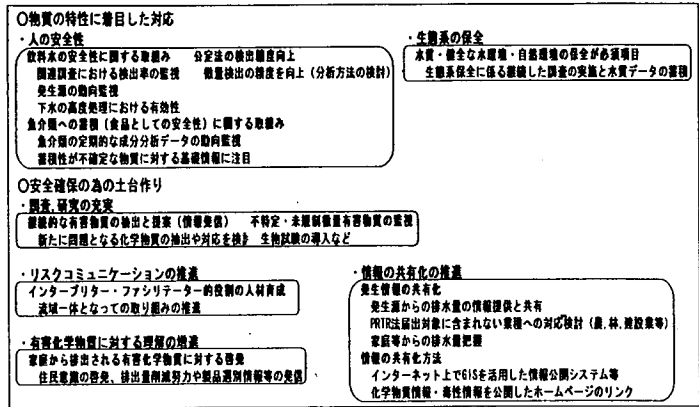 〇物質の特性に着目した対応
・人の安全性
飲料水の安全性に関する取組み 公定法の検出精度向上
関連調査における検出率の監視 微量検出の精度を向上（分析方法の検討）
発生源の動向監視
下水の高度処理における有効性
魚介類への蓄積（食品としての安全性）に関する取組み
魚介類の定期的な成分分析データの動向監視
蓄積性が不確定な物質に対する基礎情報に注目
・生態系の保全
水質・健全な水環境・自然環境の保全が必須項目
生態系保全に係る継続した調査の実施と水質データの蓄積
〇安全確保の為の土台作り
・調査,研究の充実
継続的な有害物質の抽出と提案（情報発信） 不特定・未規制微量有害物質の監視
新たに問題となる化学物質の抽出や対応を検討 生物試験の導入など
・リスクコミュニケーションの推進
インタープリター・ファシリテーター的役割の人材育成
流域一体となっての取り組みの推進
・有害化学物質に対する理解の増進
家庭から排出される有害化学物質に対する啓発
住民意識の啓発、排出量削減努力や製品選別情報等の発信
・情報の共有化の推進
発生情報の共有化
発生源からの排水量の情報提供と共有
PRTR法届出対象に含まれない業種への対応検討（農,林,建設業等）
家庭等からの排水量把握
情報の共有化方法
インターネット上でGISを活用した情報公開システム等
化学物質情報・毒性情報を公開したホームページのリンク